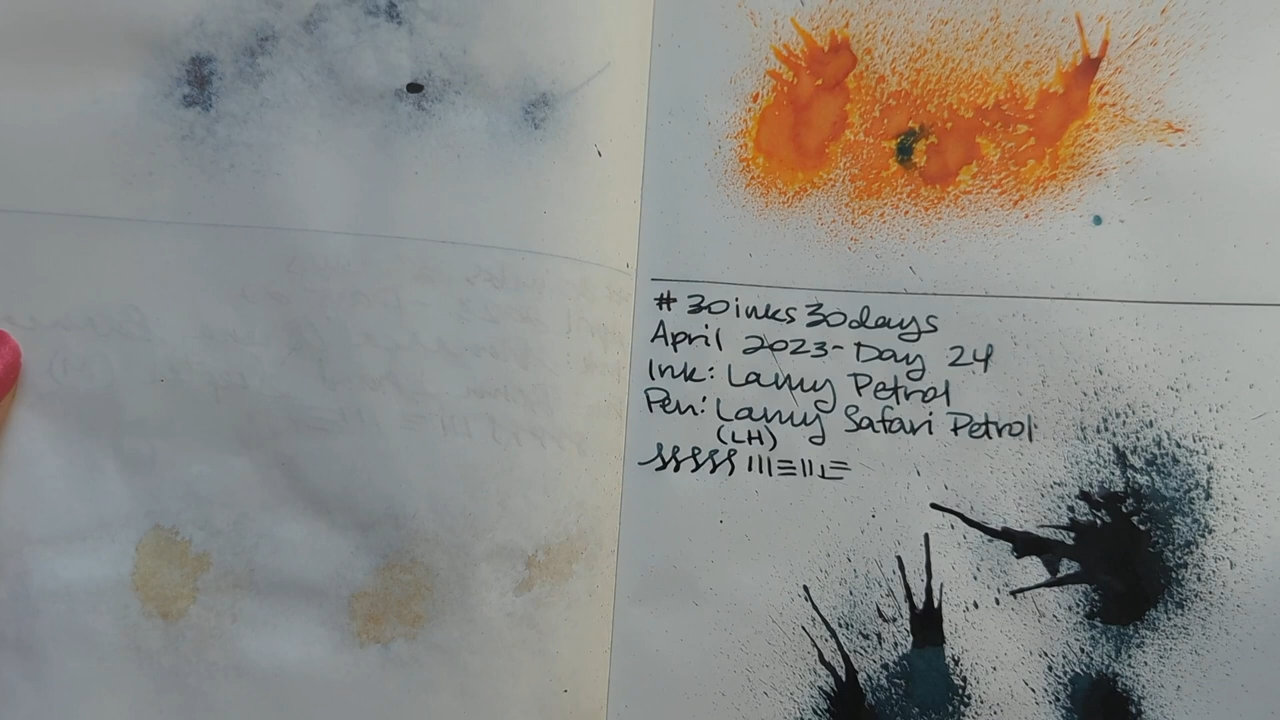 # 30inks30days
April 2023-Day 24
Ink: Lamy Petrol
Pen: Lamy Safari Petrol
(LH)